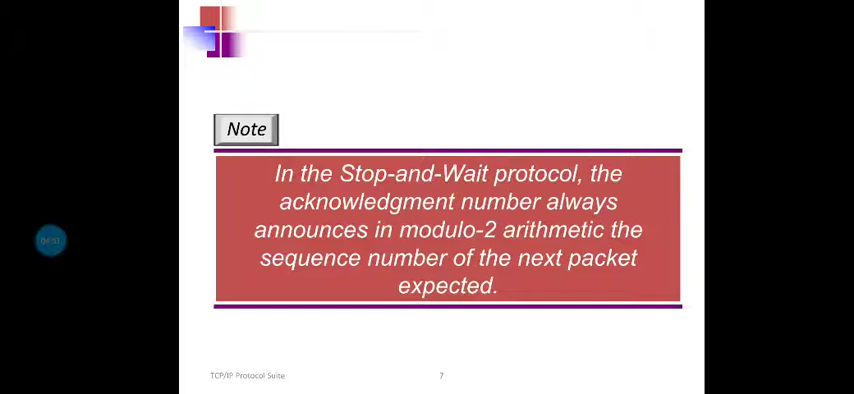 Note
In the Stop-and-Wait protocol, the
acknowledgment number always
announces in modulo-2 arithmetic the
sequence number of the next packet
expected.
TCP/IP Protocol Suite
7